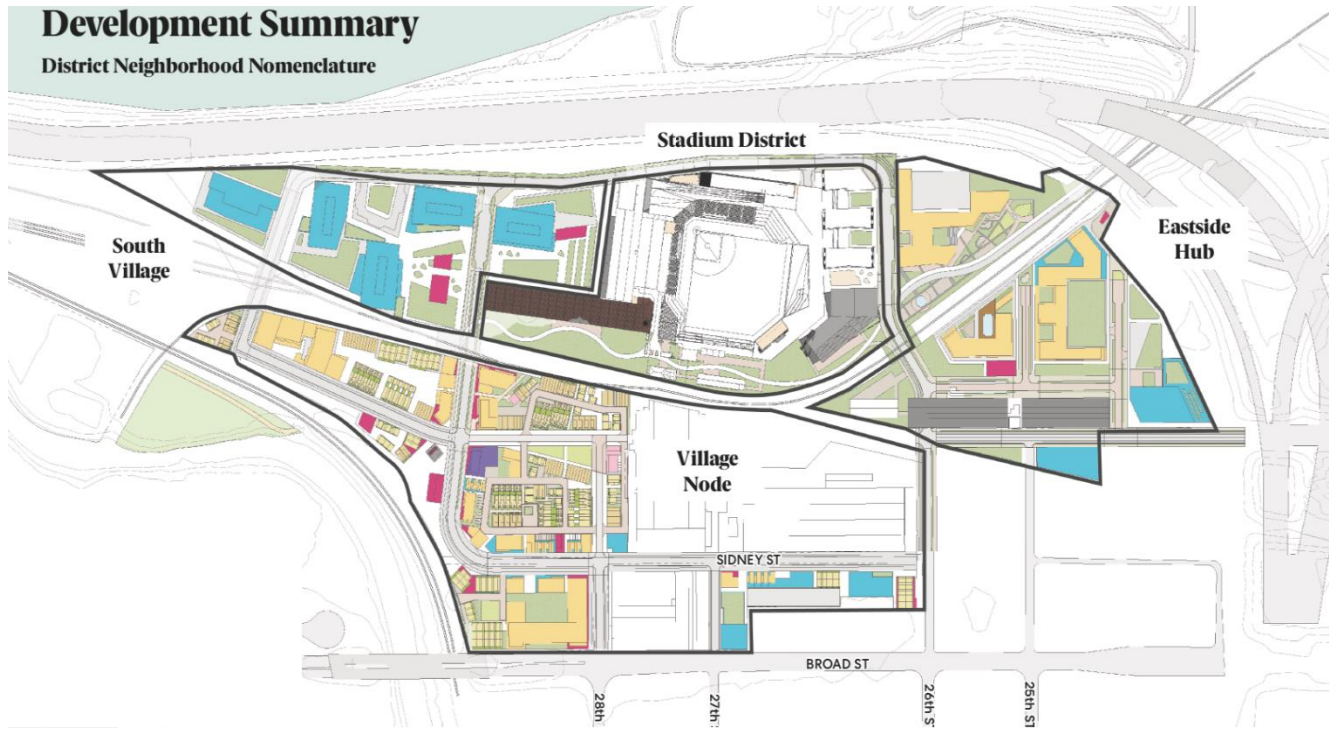 Development Summary
District Neighborhood Nomenclature
Stadium District
South
Village
Eastside
Hub
Village
Node
SIDNEY ST
BROAD ST
28th
27th
26th S
25th ST